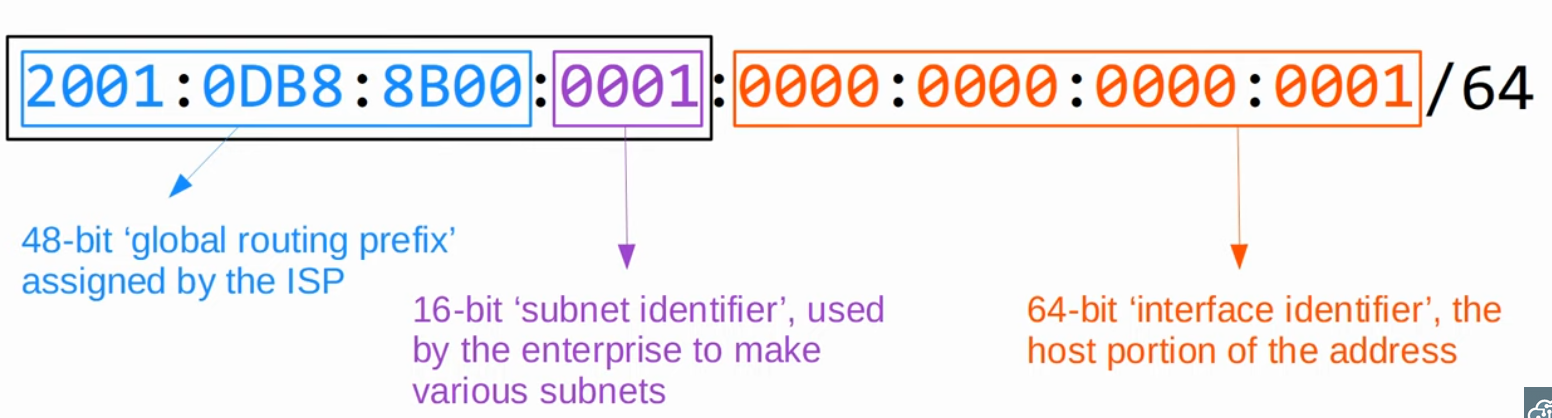 2001:0DB8:8B00:0001:0000:0000:0000:0001/64
48-bit ‘global routing prefix’
assigned by the ISP
16-bit ‘subnet identifier’, used
by the enterprise to make
various subnets
64-bit ‘interface identifier’, the
host portion of the address